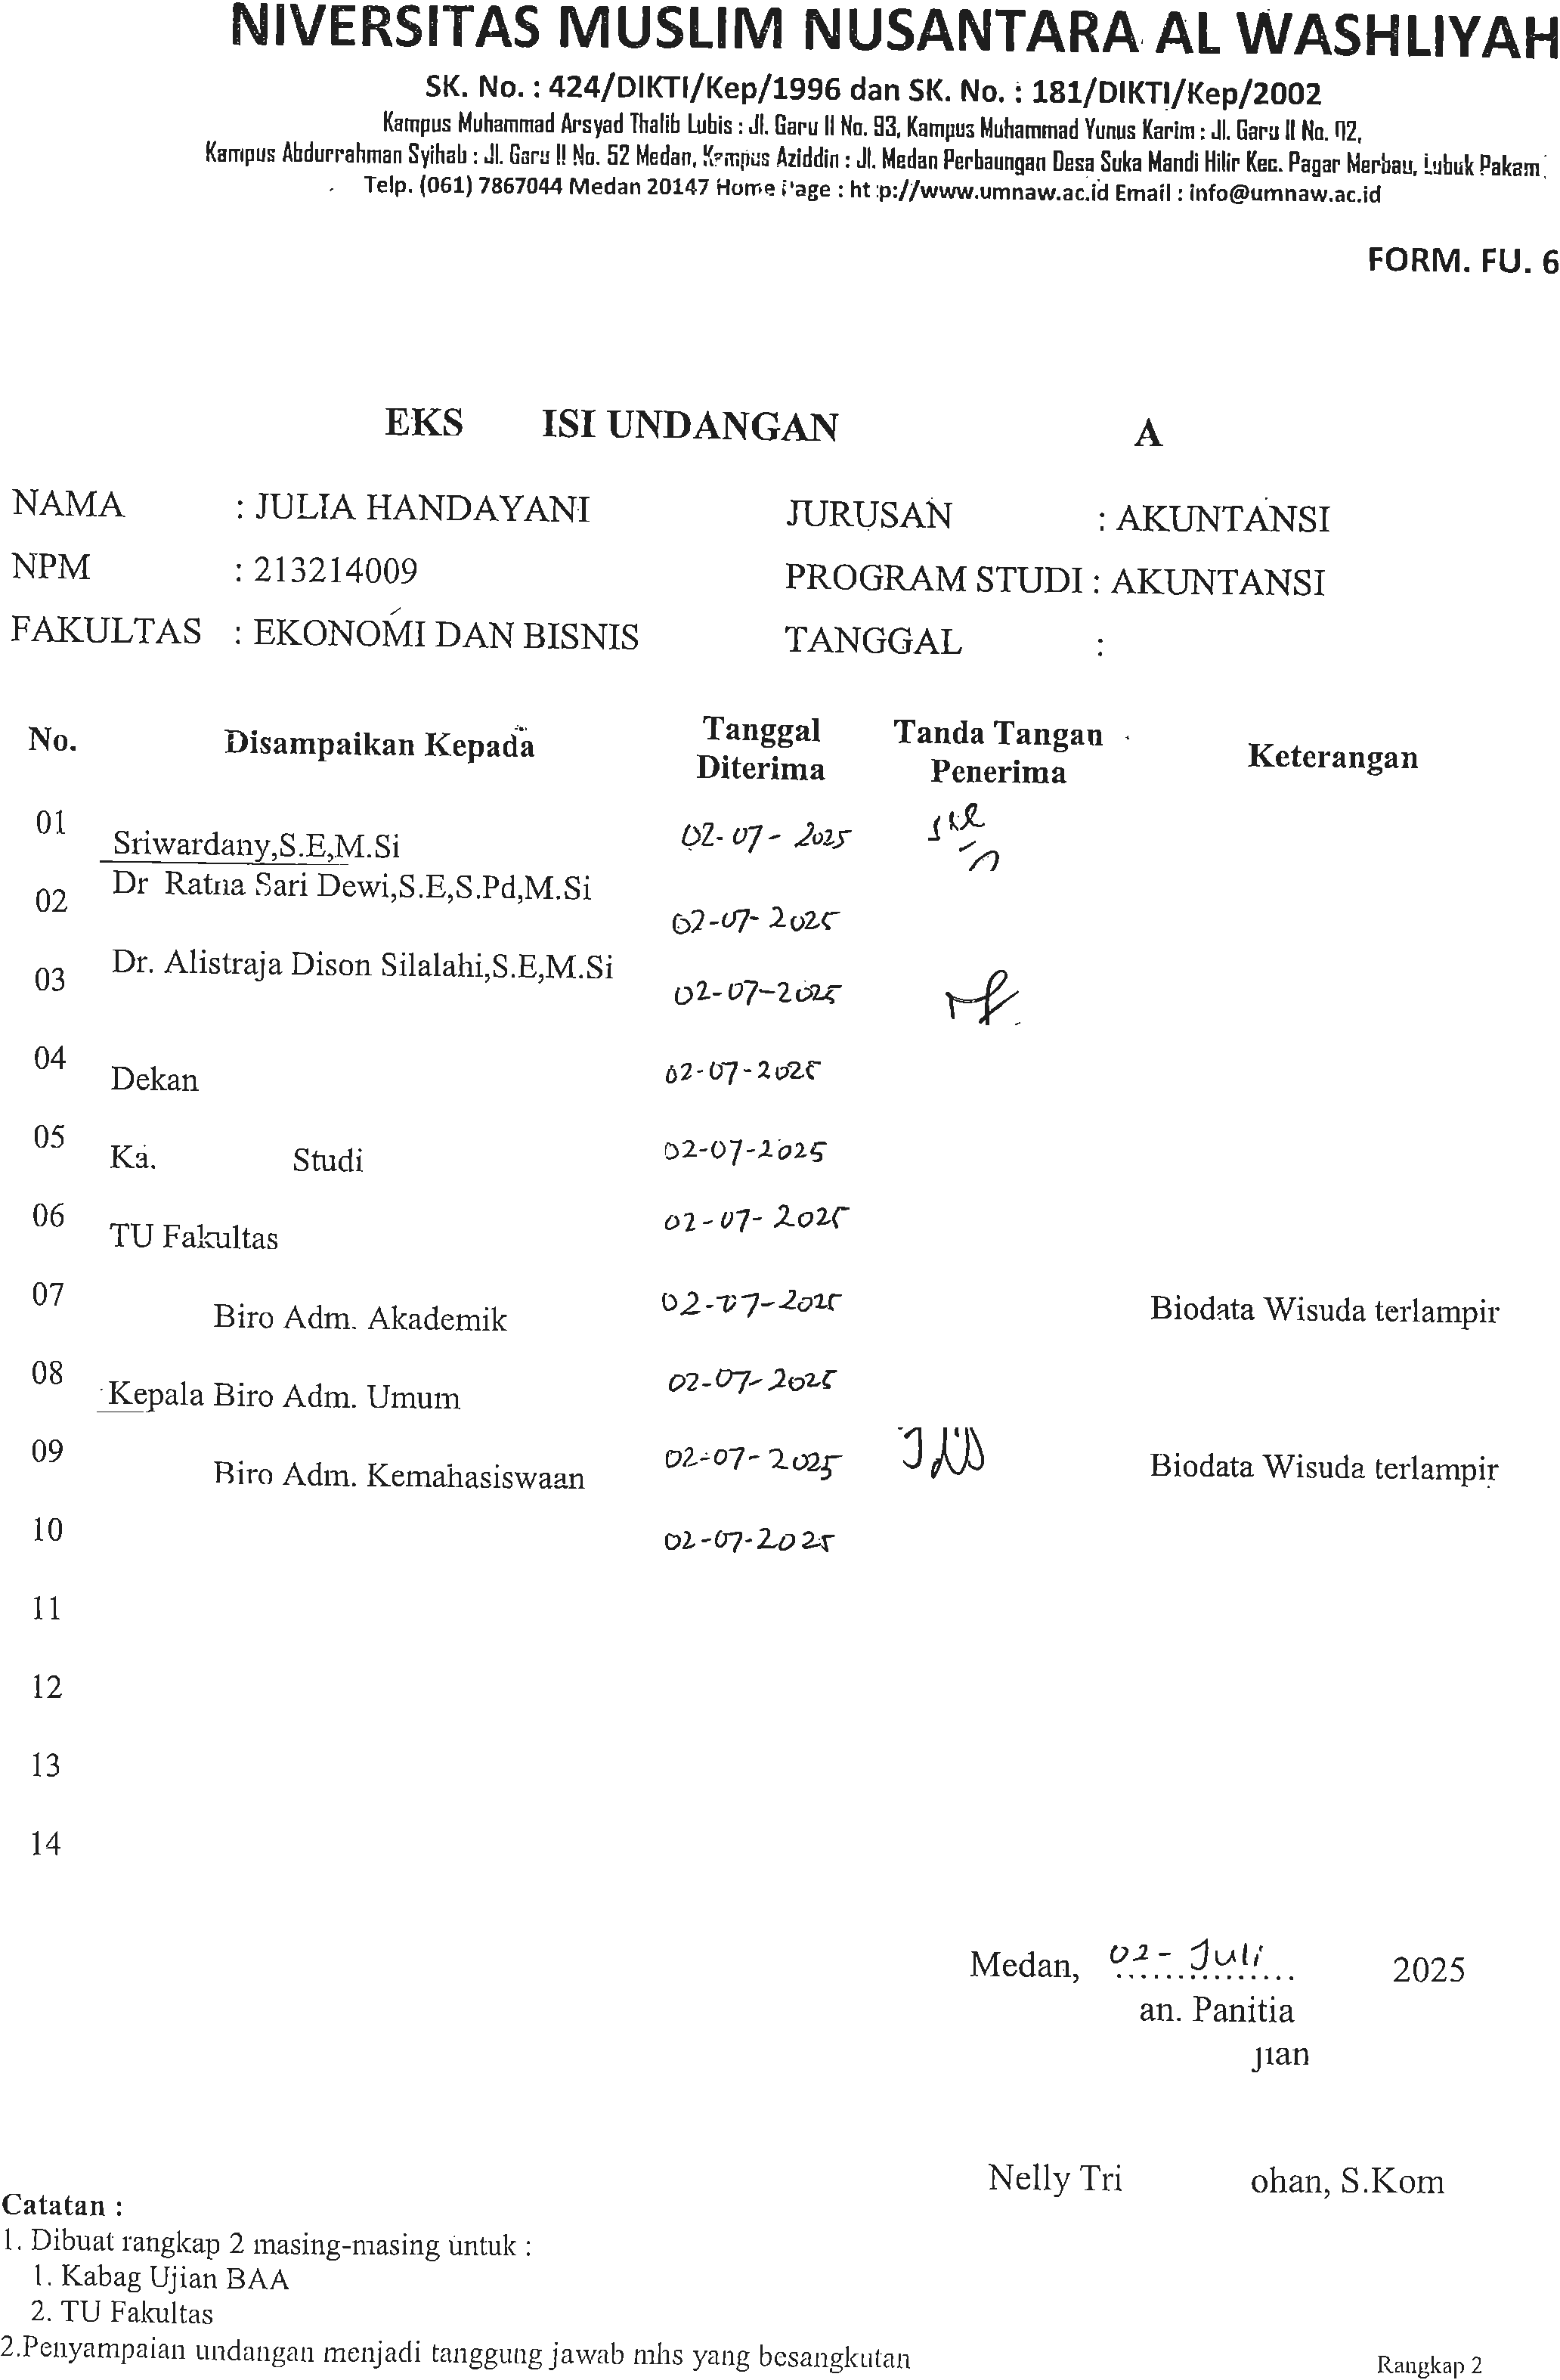 NIVERSITAS MUSLIM NUSANTARA AL WASHLIYAH
SK. No. : 424/DIKTI/Kep/1996 dan SK. No. : 181/DIKTI/Kep/2002
Kampus Muhammad Arsyad Thalib Lubis : Jl. Garu II No. 93, Kampus Muhammad Yunus Karim : Jl. Garu II No. 02,
Kampus Abdurrahman Syihab : Jl. Garu II No. 52 Medan, Kampus Aziddin : Jl. Medan Perbaungan Desa Suka Mandi Hilir Kec. Pagar Merbau, Lubuk Pakam
Telp. (061) 7867044 Medan 20147 Home Page : ht p://www.umnaw.ac.id Email : info@umnaw.ac.id
FORM. FU. 6
EKS ISI UNDANGAN A
NAMA : JULIA HANDAYANI JURUSAN : AKUNTANSI
NPM : 213214009 PROGRAM STUDI : AKUNTANSI
FAKULTAS : EKONOMI DAN BISNIS TANGGAL :
No. Disampaikan Kepada Tanggal Diterima Tanda Tangan Penerima Keterangan
01 Sriwardany,S.E,M.Si 02-07-2025
02 Dr Ratna Sari Dewi,S.E,S.Pd,M.Si 02-07-2025
03 Dr. Alistraja Dison Silalahi,S.E,M.Si 02-07-2025
04 Dekan 02-07-2025
05 Ka. Studi 02-07-2025
06 TU Fakultas 02-07-2025
07 Biro Adm. Akademik 02-07-2025 Biodata Wisuda terlampir
08 Kepala Biro Adm. Umum 02-07-2025
09 Biro Adm. Kemahasiswaan 02-07-2025 Biodata Wisuda terlampir
10 02-07-2025
11
12
13
14
Medan, 02 - Juli 2025
an. Panitia
jian
Nelly Tri ohan, S.Kom
Catatan :
1. Dibuat rangkap 2 masing-masing untuk :
1. Kabag Ujian BAA
2. TU Fakultas
2.Penyampaian undangan menjadi tanggung jawab mhs yang besangkutan
Rangkap 2